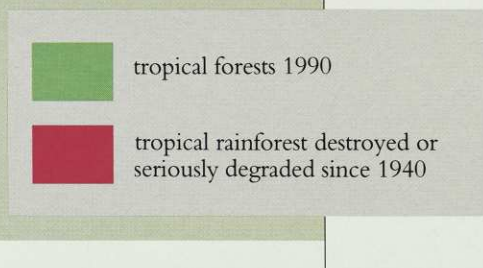 tropical forests 1990
tropical rainforest destroyed or
seriously degraded since 1940